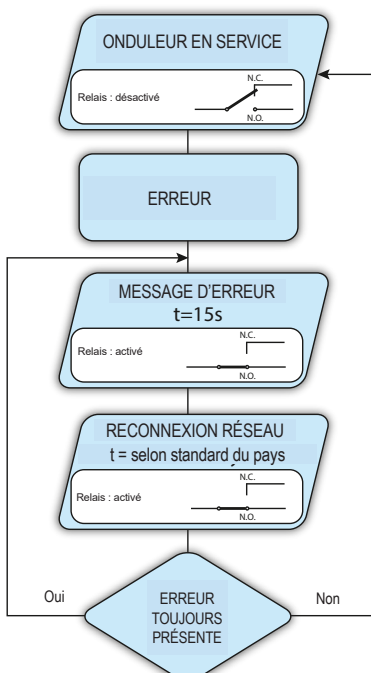 ONDULEUR EN SERVICE
N.C.
Relais : désactivé
N.O.
ERREUR
MESSAGE D'ERREUR
t=15s
N.C.
Relais : activé
N.O.
RECONNEXION RÉSEAU
t = selon standard du pays
N.C.
Relais : activé
N.O.
Oui
ERREUR
TOUJOURS
PRÉSENTE
Non